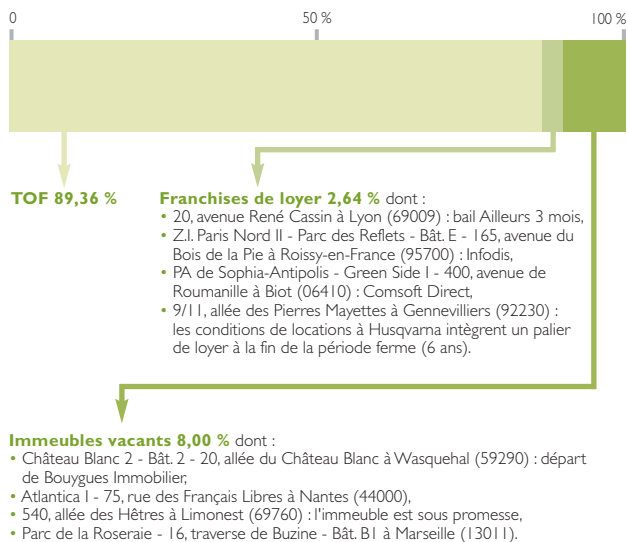 0 50 % 100 %
TOF 89,36 %
Franchises de loyer 2,64 % dont :
• 20, avenue René Cassin à Lyon (69009) : bail Ailleurs 3 mois,
• Z.I. Paris Nord II - Parc des Reflets - Bât. E - 165, avenue du
Bois de la Pie à Roissy-en-France (95700) : Infodis,
• PA de Sophia-Antipolis - Green Side I - 400, avenue de
Roumanille à Biot (06410) : Comsoft Direct,
• 9/11, allée des Pierres Mayettes à Gennevilliers (92230) :
les conditions de locations à Husqvarna intègrent un palier
de loyer à la fin de la période ferme (6 ans).
Immeubles vacants 8,00 % dont :
• Château Blanc 2 - Bât. 2 - 20, allée du Château Blanc à Wasquehal (59290) : départ
de Bouygues Immobilier,
• Atlantica I - 75, rue des Français Libres à Nantes (44000),
• 540, allée des Hêtres à Limonest (69760) : l'immeuble est sous promesse,
• Parc de la Roseraie - 16, traverse de Buzine - Bât. B1 à Marseille (13011).